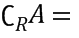 C_R A =